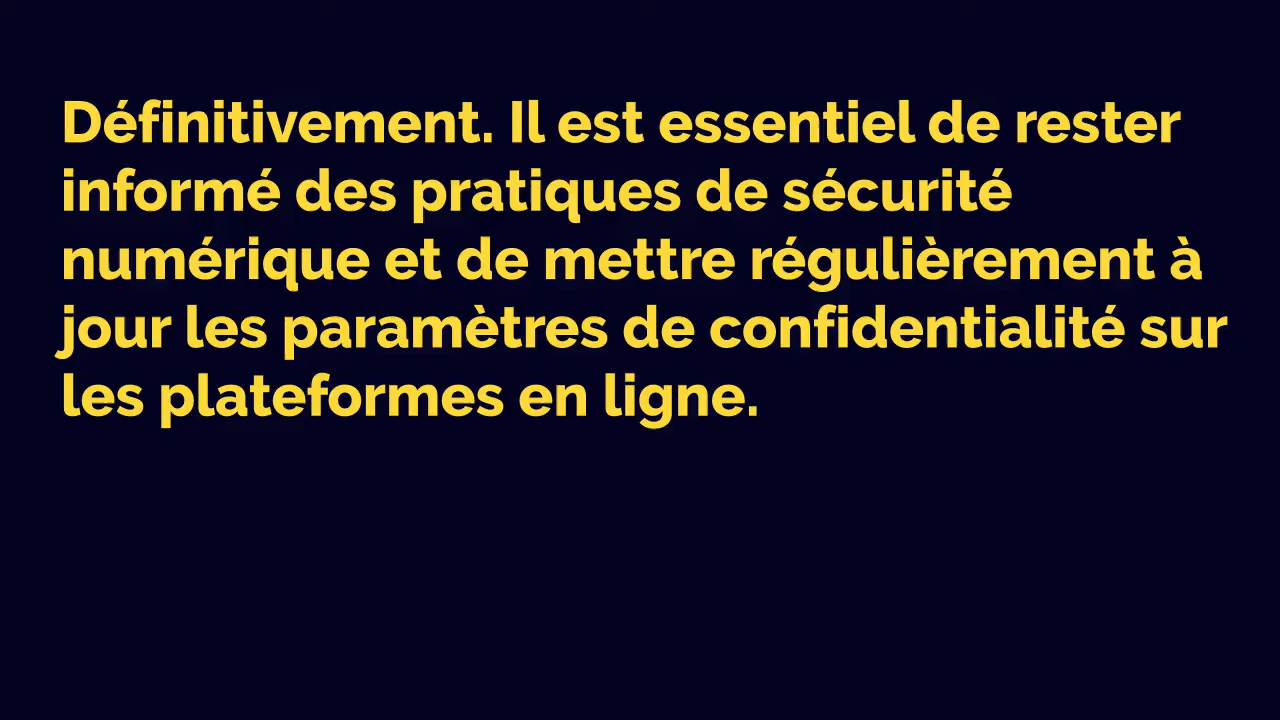 Définitivement. Il est essentiel de rester
informé des pratiques de sécurité
numérique et de mettre régulièrement à
jour les paramètres de confidentialité sur
les plateformes en ligne.